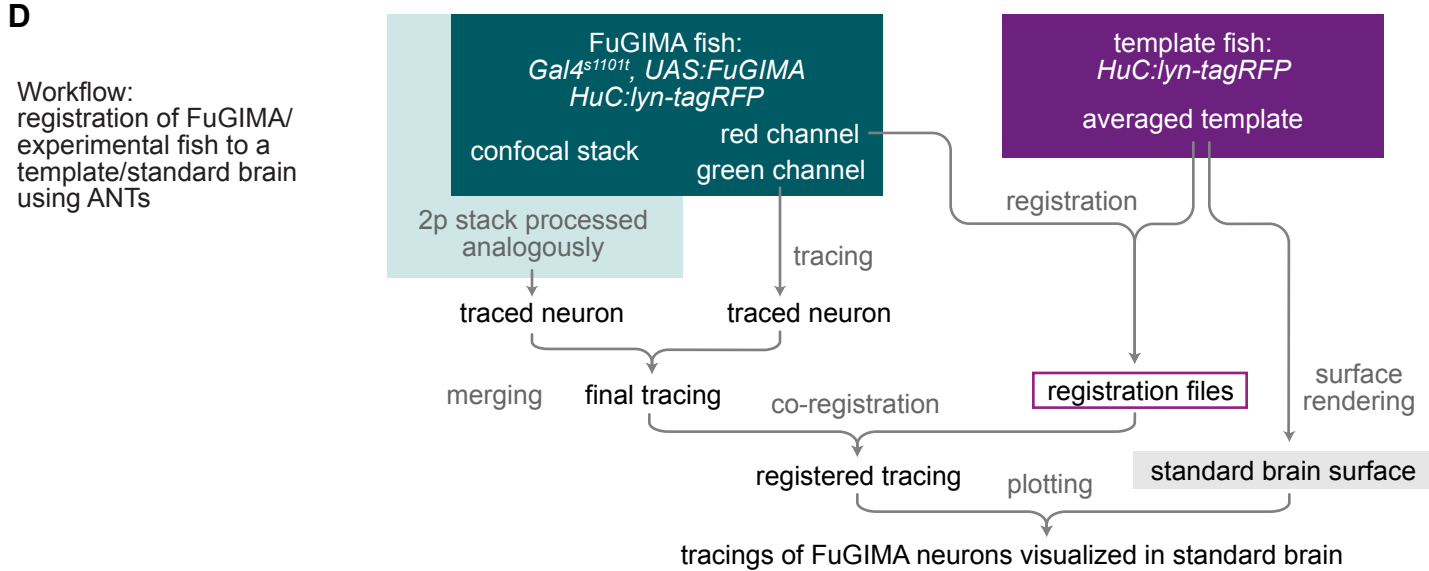 D
Workflow:
registration of FuGIMA/
experimental fish to a
template/standard brain
using ANTs
FuGIMA fish:
Gal4s1101t, UAS:FuGIMA
HuC:lyn-tagRFP
confocal stack
red channel
green channel
template fish:
HuC:lyn-tagRFP
averaged template
2p stack processed
analogously
tracing
registration
traced neuron
traced neuron
merging
final tracing
co-registration
registration files
surface
rendering
registered tracing
plotting
standard brain surface
tracings of FuGIMA neurons visualized in standard brain